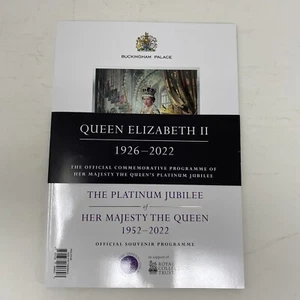 BUCKINGHAM PALACE
QUEEN ELIZABETH II
1926–2022
THE OFFICIAL COMMEMORATIVE PROGRAMME OF
HER MAJESTY THE QUEEN'S PLATINUM JUBILEE
THE PLATINUM JUBILEE
of
HER MAJESTY THE QUEEN
1952–2022
OFFICIAL SOUVENIR PROGRAMME
In support of
ROYAL
COLLECTION
TRUST